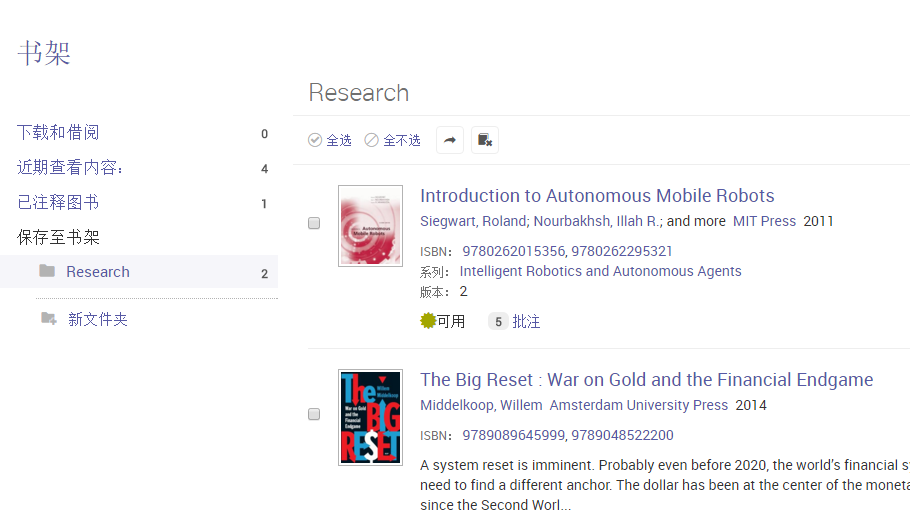 书架
下载和借阅 0
近期查看内容： 4
已注释图书 1
保存至书架
Research 2
新文件夹
Research
全选 全不选
Autonomous Mobile Robots
Introduction to Autonomous Mobile Robots
Siegwart, Roland; Nourbakhsh, Illah R.; and more MIT Press 2011
ISBN： 9780262015356, 9780262295321
系列： Intelligent Robotics and Autonomous Agents
版本： 2
可用 5 批注
The Big Reset
Willem Middelkoop
War on Gold and the Financial Endgame
The Big Reset : War on Gold and the Financial Endgame
Middelkoop, Willem Amsterdam University Press 2014
ISBN： 9789089645999, 9789048522200
A system reset is imminent. Probably even before 2020, the world's financial s
need to find a different anchor. The dollar has been at the center of the moneta
since the Second Worl...